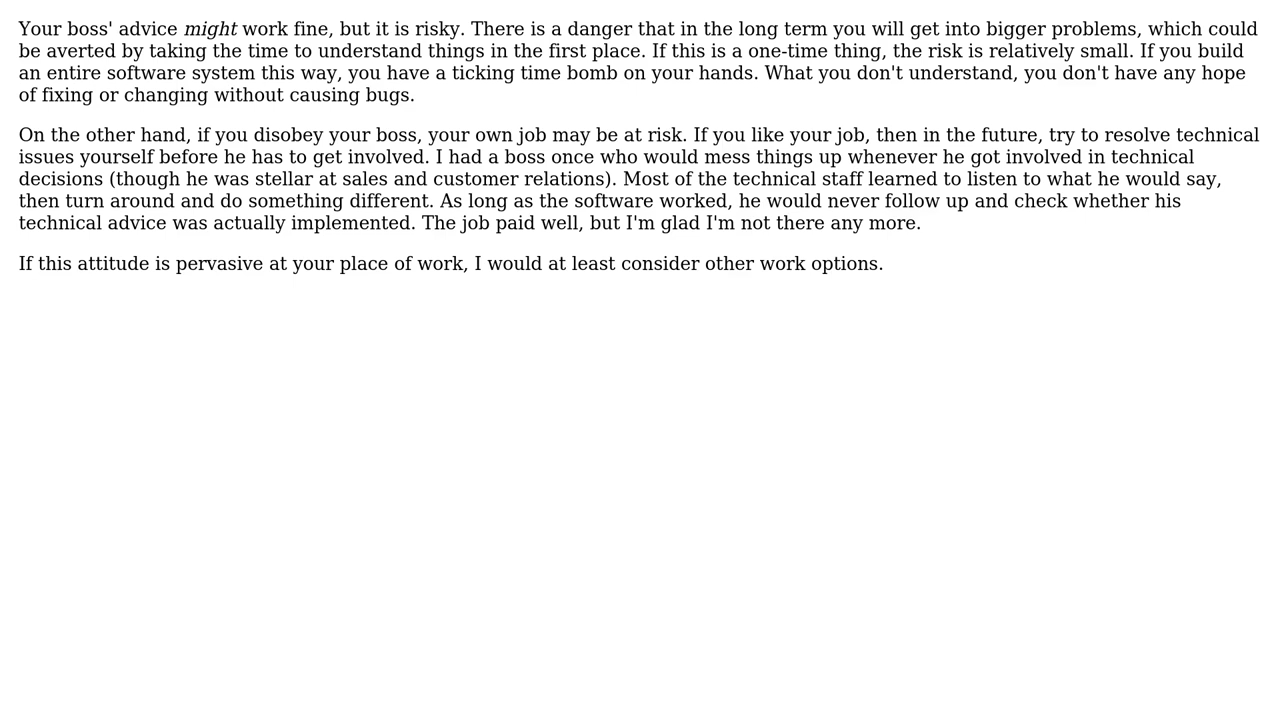 Your boss' advice might work fine, but it is risky. There is a danger that in the long term you will get into bigger problems, which could
be averted by taking the time to understand things in the first place. If this is a one-time thing, the risk is relatively small. If you build
an entire software system this way, you have a ticking time bomb on your hands. What you don't understand, you don't have any hope
of fixing or changing without causing bugs.
On the other hand, if you disobey your boss, your own job may be at risk. If you like your job, then in the future, try to resolve technical
issues yourself before he has to get involved. I had a boss once who would mess things up whenever he got involved in technical
decisions (though he was stellar at sales and customer relations). Most of the technical staff learned to listen to what he would say,
then turn around and do something different. As long as the software worked, he would never follow up and check whether his
technical advice was actually implemented. The job paid well, but I'm glad I'm not there any more.
If this attitude is pervasive at your place of work, I would at least consider other work options.